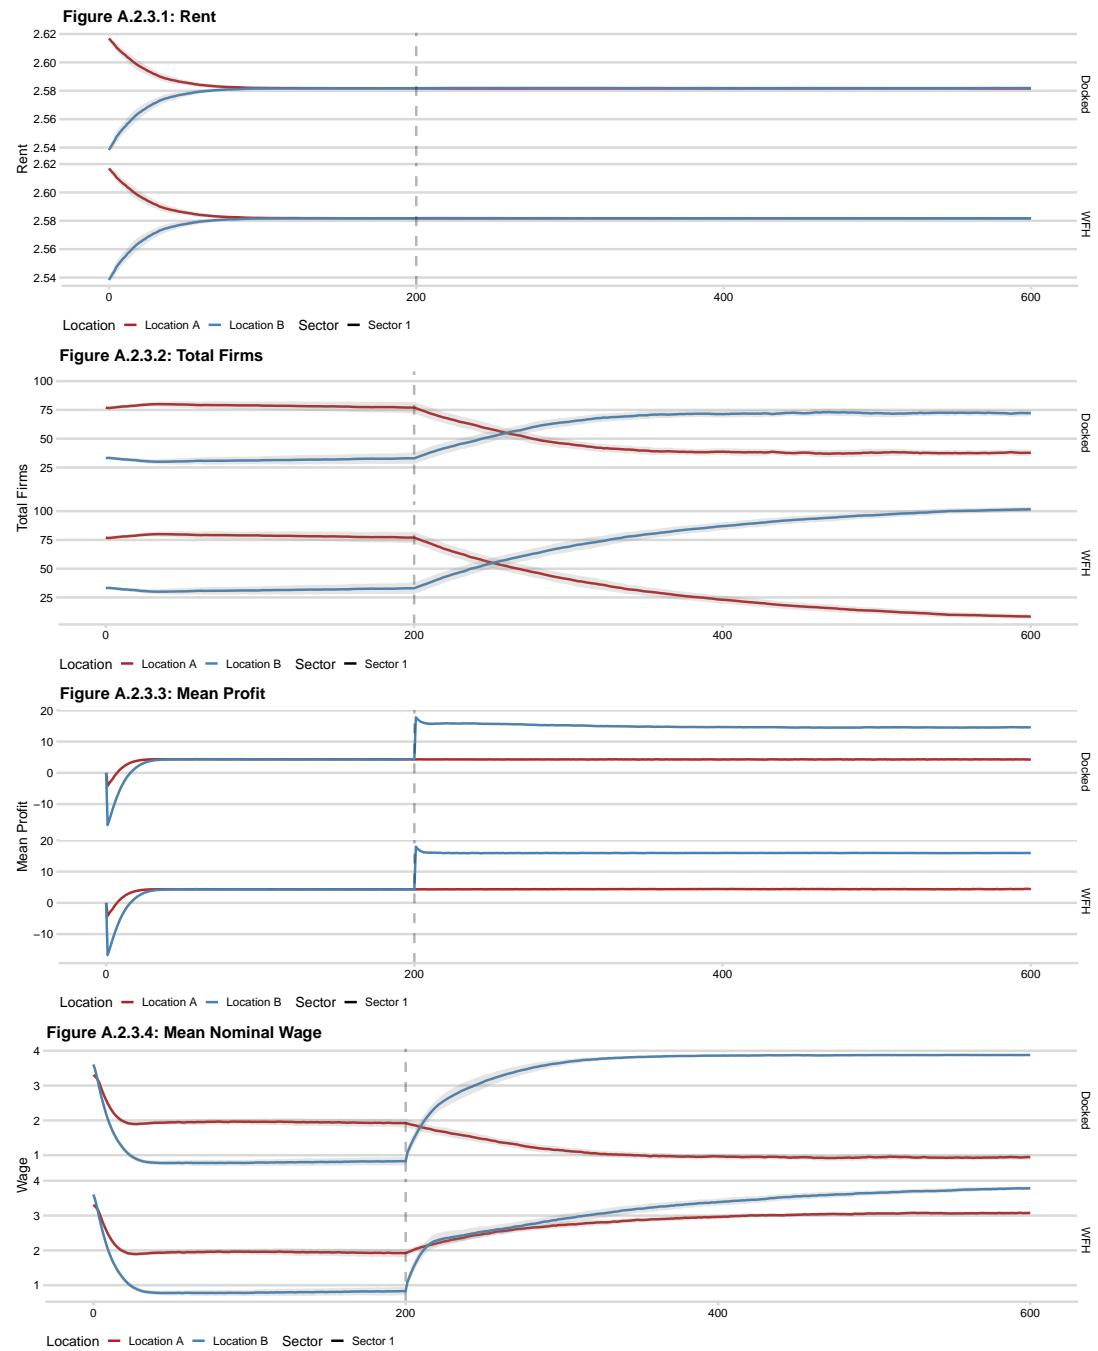 Figure A.2.3.1: Rent
Rent
2.62
2.60
2.58
2.56
2.54
Docked
2.62
2.60
2.58
2.56
2.54
WFH
0 200 400 600
Location Location A Location B Sector Sector 1
Figure A.2.3.2: Total Firms
Total Firms
100
75
50
25
Docked
100
75
50
25
WFH
0 200 400 600
Location Location A Location B Sector Sector 1
Figure A.2.3.3: Mean Profit
Mean Profit
20
10
0
−10
Docked
20
10
0
−10
WFH
0 200 400 600
Location Location A Location B Sector Sector 1
Figure A.2.3.4: Mean Nominal Wage
Wage
4
3
2
1
Docked
4
3
2
1
WFH
0 200 400 600
Location Location A Location B Sector Sector 1